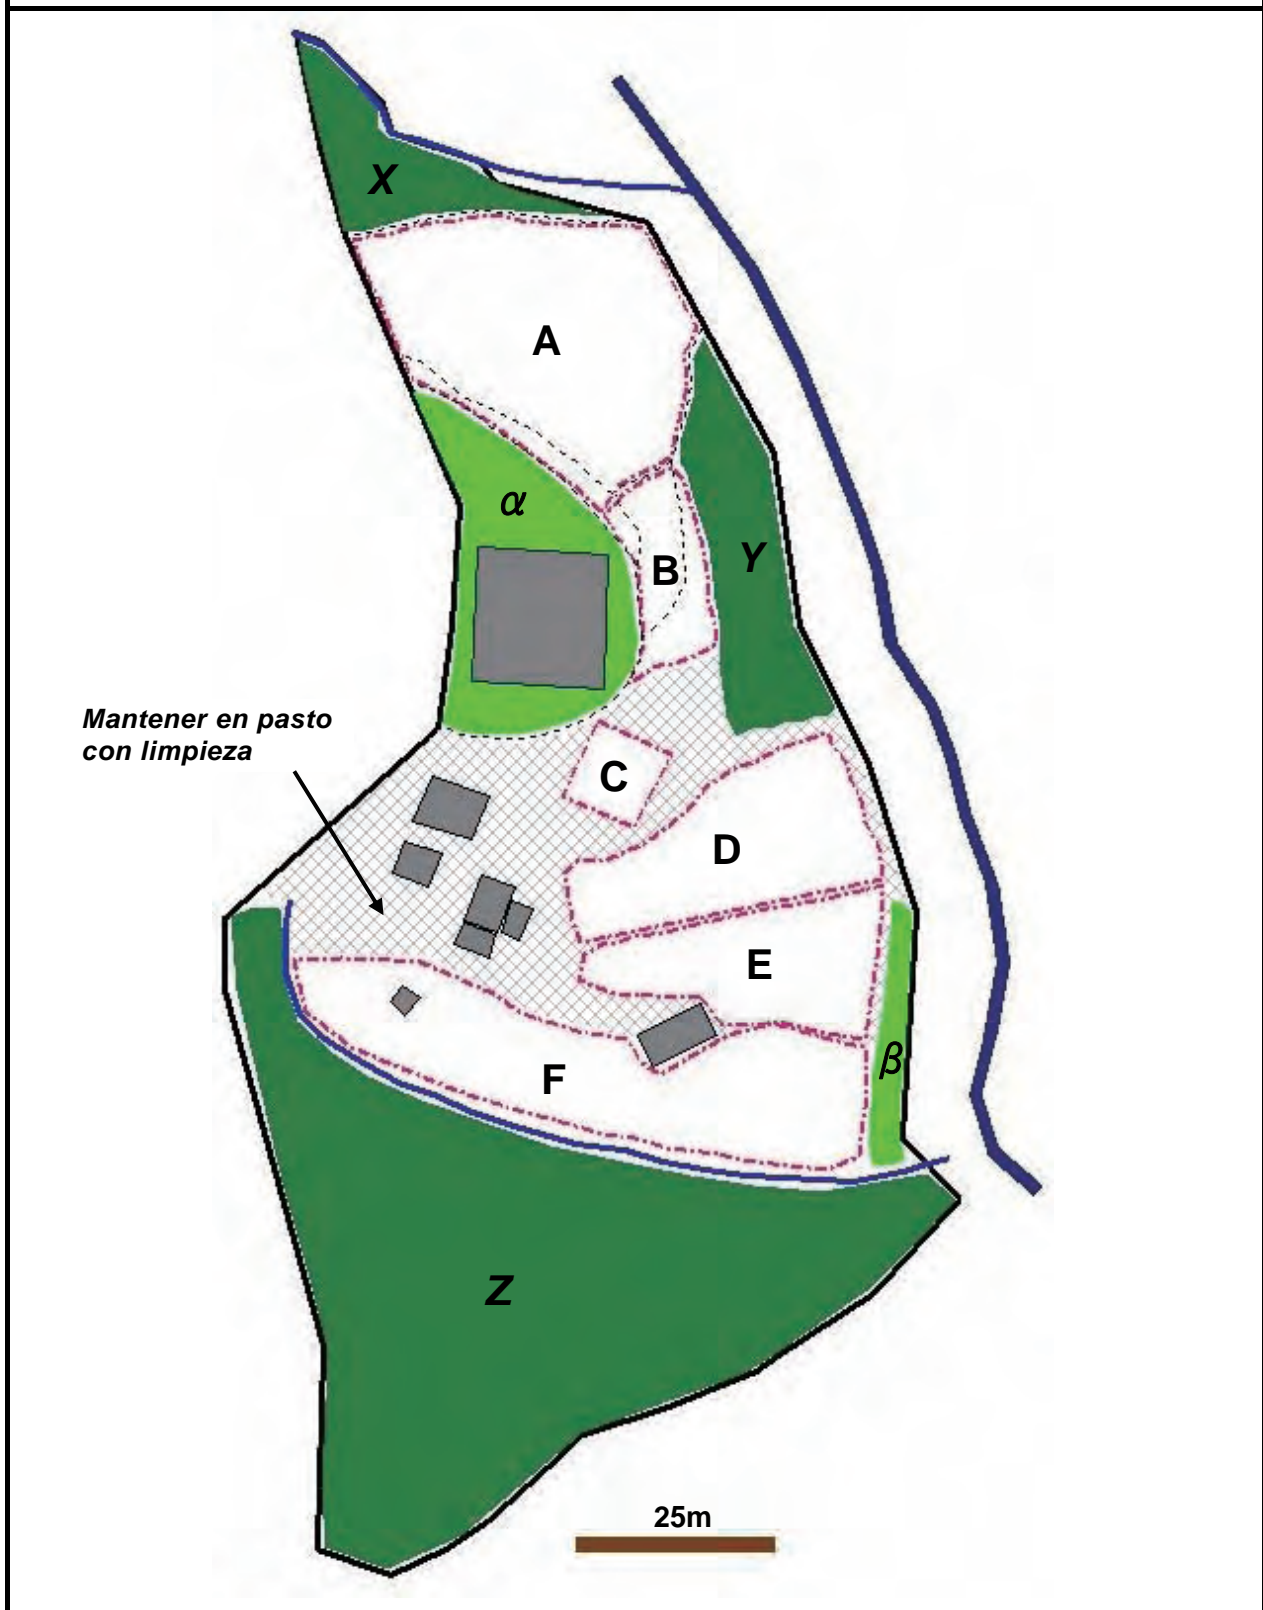 X
A
α
B
Y
Mantener en pasto
con limpieza
C
D
E
β
F
Z
25m